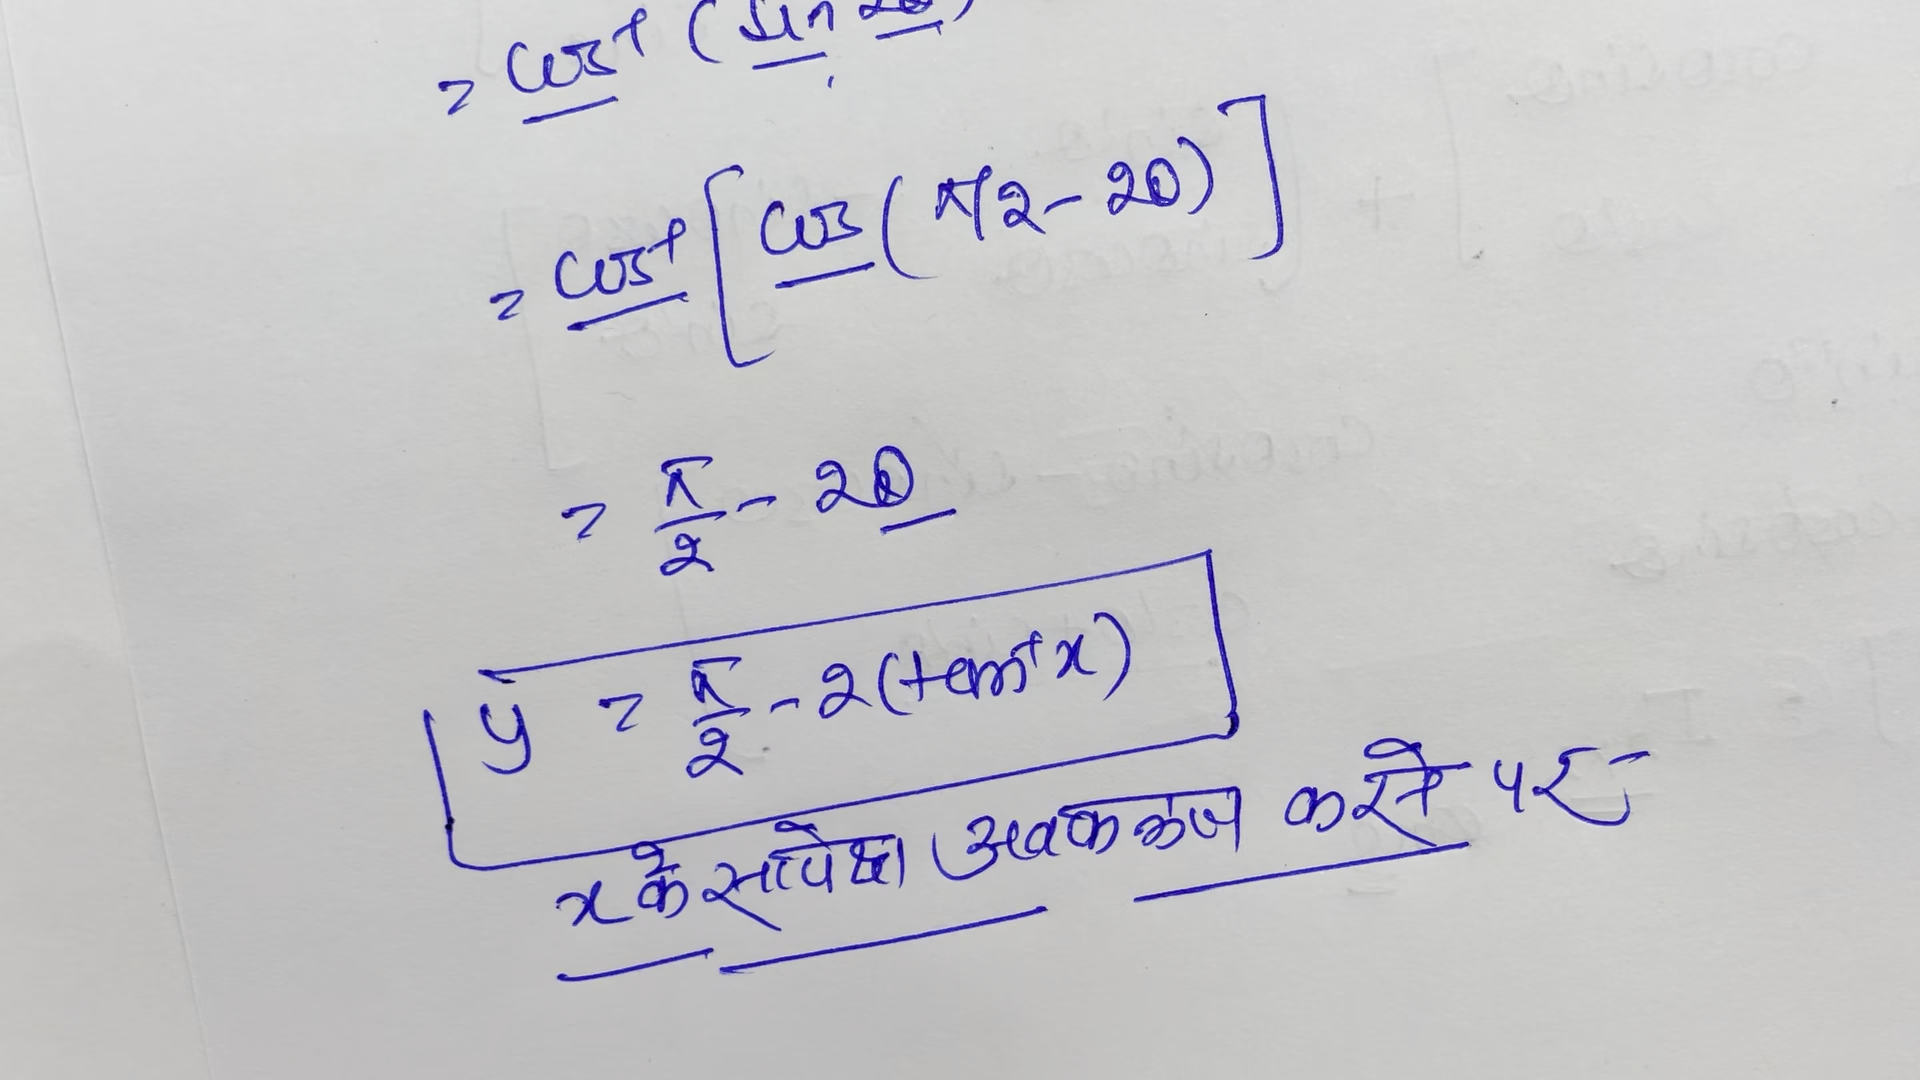 = cos⁻¹ (sin 2θ)
= cos⁻¹ [cos (π/2 - 2θ)]
= π/2 - 2θ
y = π/2 - 2(tan⁻¹x)
x के सापेक्ष अवकलन करने पर -